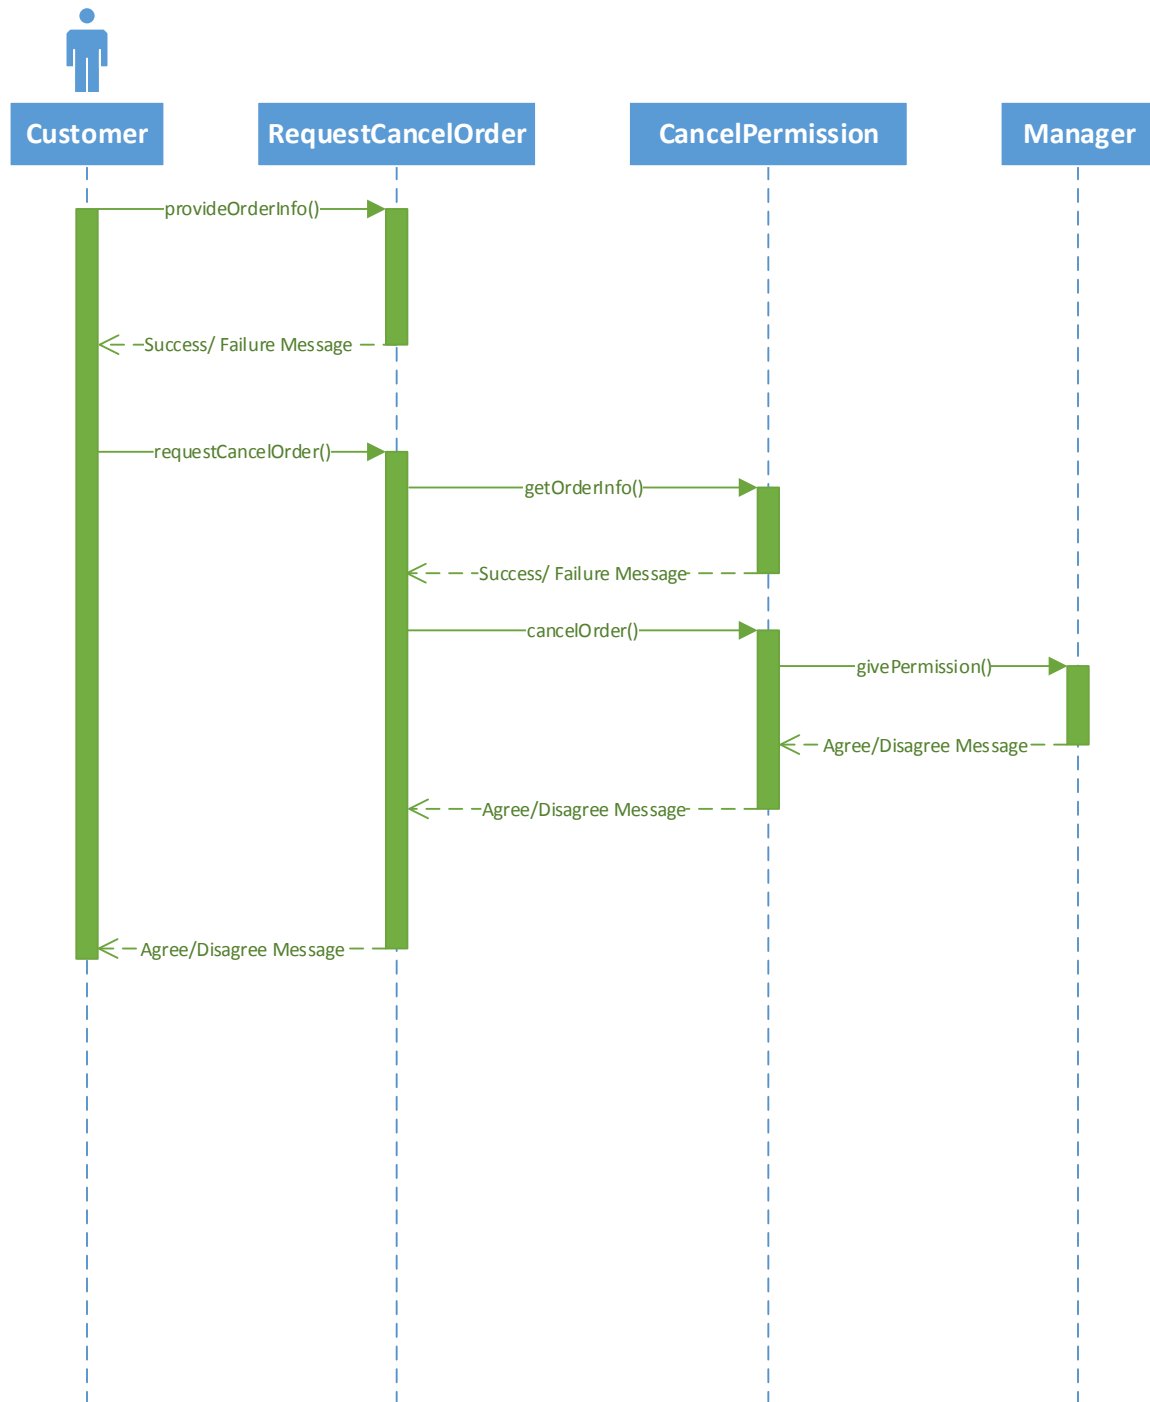 Customer
RequestCancelOrder
CancelPermission
Manager
provideOrderInfo()
Success/ Failure Message
requestCancelOrder()
getOrderInfo()
Success/ Failure Message
cancelOrder()
givePermission()
Agree/Disagree Message
Agree/Disagree Message
Agree/Disagree Message